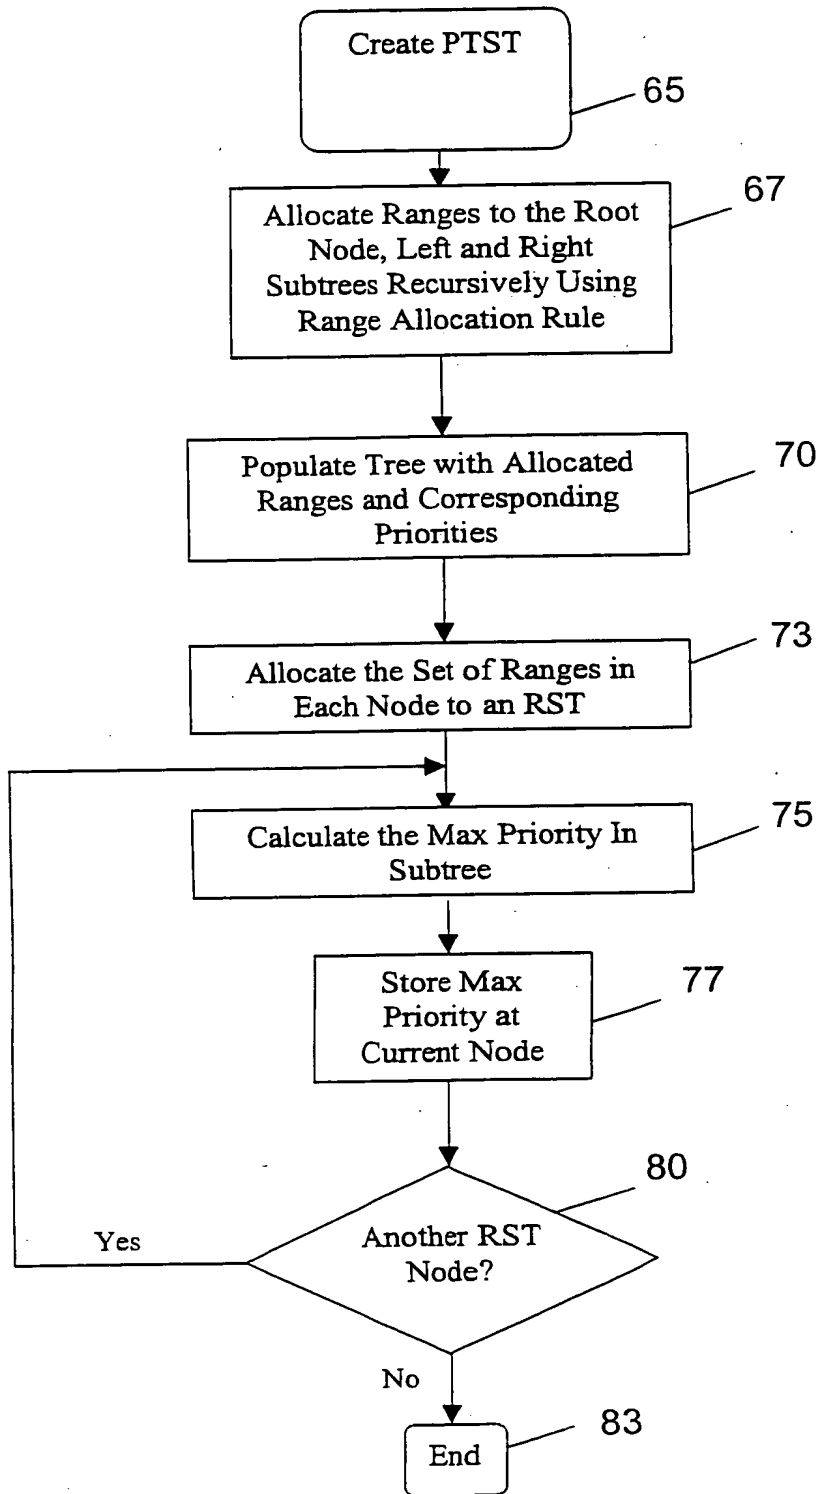 Create PTST
65
67
Allocate Ranges to the Root
Node, Left and Right
Subtrees Recursively Using
Range Allocation Rule
70
Populate Tree with Allocated
Ranges and Corresponding
Priorities
73
Allocate the Set of Ranges in
Each Node to an RST
75
Calculate the Max Priority In
Subtree
77
Store Max
Priority at
Current Node
80
Another RST
Node?
Yes
No
83
End